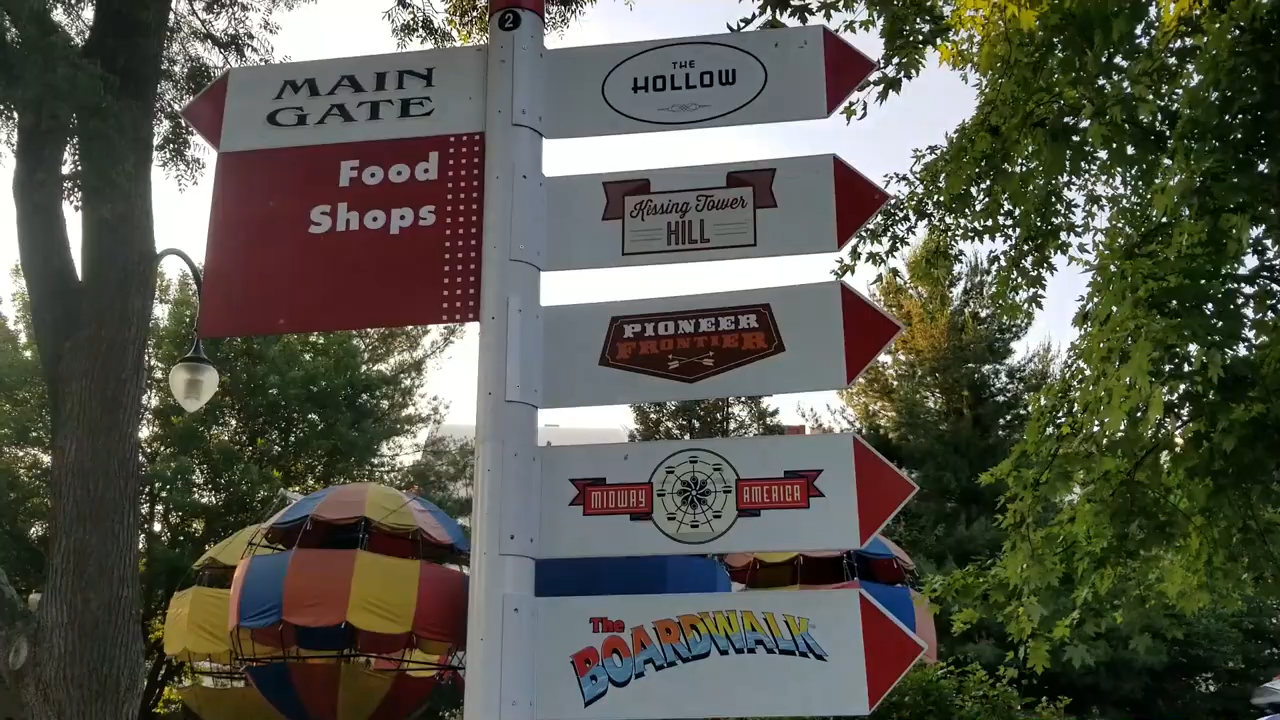 2
MAIN
GATE
Food
Shops
THE
HOLLOW
Kissing Tower
HILL
PIONEER
FRONTIER
MIDWAY AMERICA
The
BOARDWALK